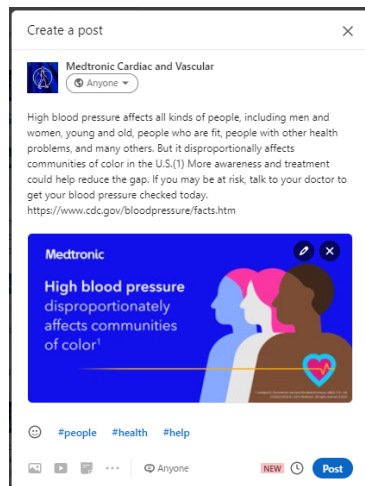 Create a post
Medtronic Cardiac and Vascular
Anyone
High blood pressure affects all kinds of people, including men and
women, young and old, people who are fit, people with other health
problems, and many others. But it disproportionally affects
communities of color in the U.S.(1) More awareness and treatment
could help reduce the gap. If you may be at risk, talk to your doctor to
get your blood pressure checked today.
https://www.cdc.gov/bloodpressure/facts.htm
Medtronic
High blood pressure
disproportionately
affects communities
of color¹
#people #health #help
Anyone
NEW
Post